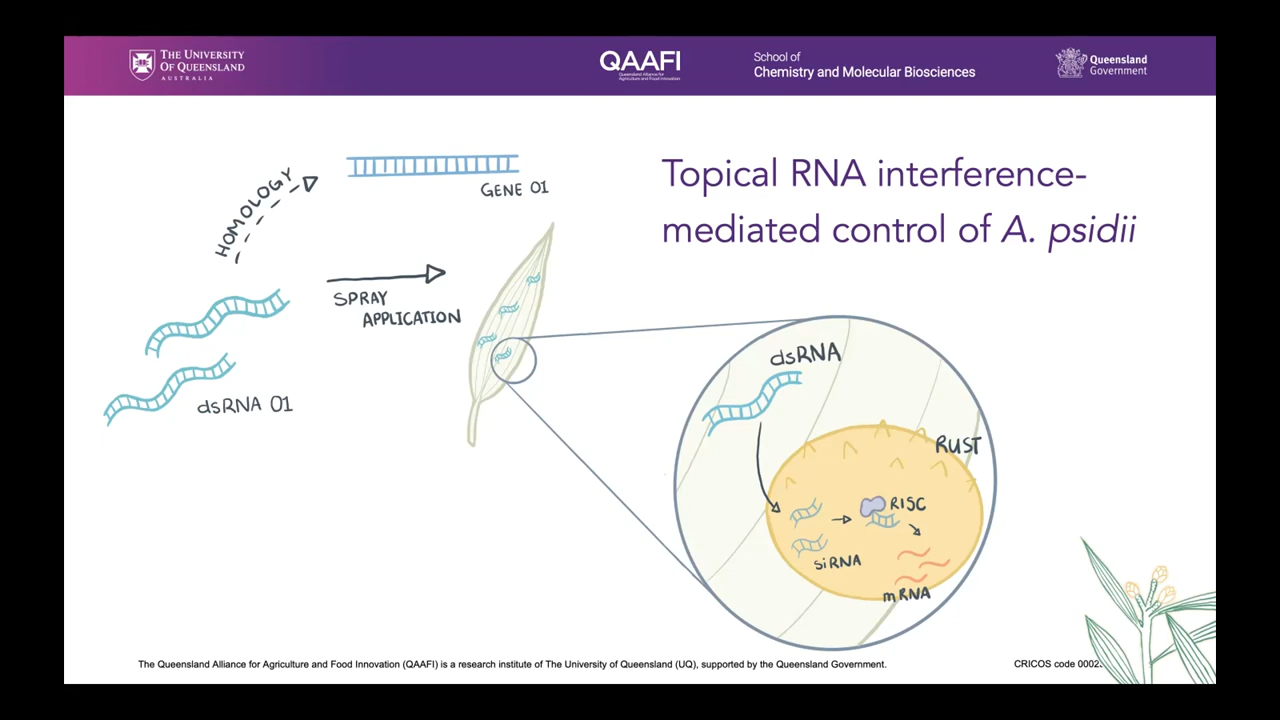 THE UNIVERSITY
OF QUEENSLAND
AUSTRALIA
QAAFI
Queensland Alliance for
Agriculture and Food Innovation
School of
Chemistry and Molecular Biosciences
Queensland
Government
HOMOLOGY
GENE 01
Topical RNA interference-
mediated control of A. psidii
SPRAY
APPLICATION
dsRNA 01
dsRNA
RUST
RISC
siRNA
mRNA
The Queensland Alliance for Agriculture and Food Innovation (QAAFI) is a research institute of The University of Queensland (UQ), supported by the Queensland Government.
CRICOS code 0002